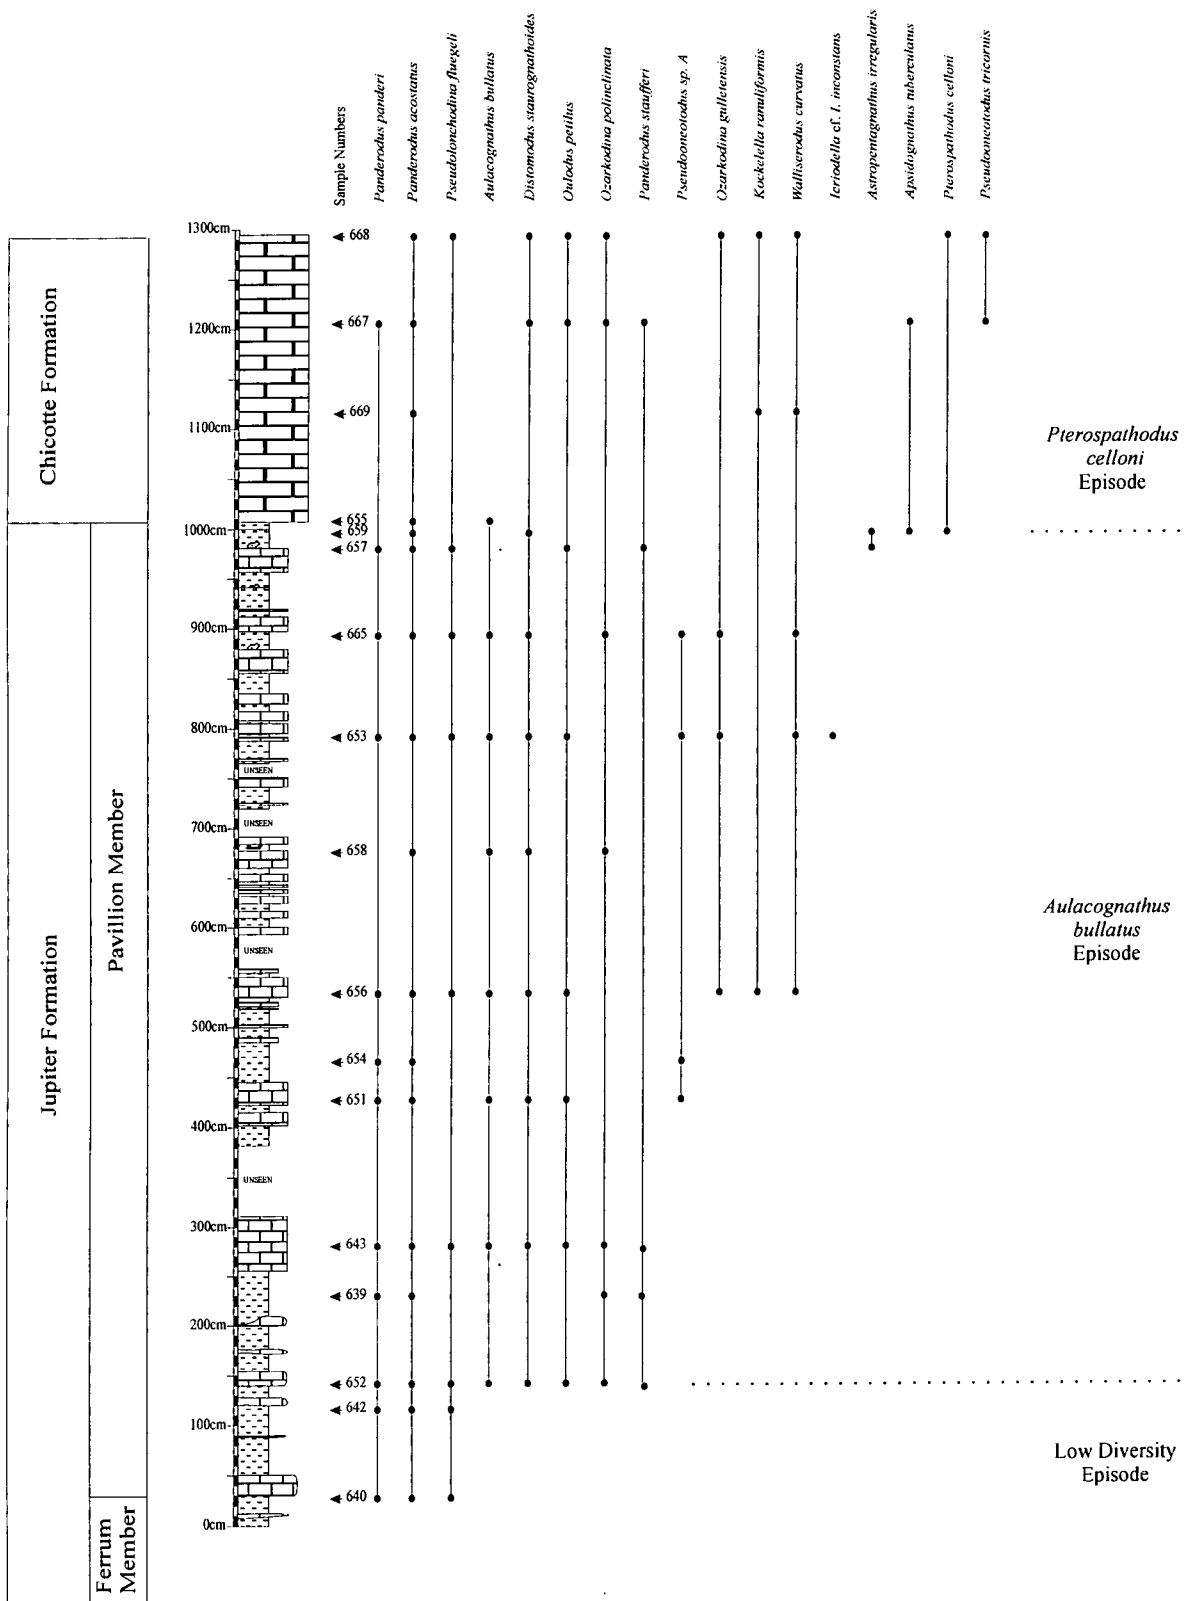 Sample Numbers
Panderodus panderi
Panderodus acostatus
Pseudolonchodina fluegeli
Aulacognathus bullatus
Distomodus staurognathoides
Oulodus petilus
Ozarkodina polinclinata
Panderodus staufferi
Pseudooneotodus sp. A
Ozarkodina gulletensis
Kockelella ranuliformis
Walliserodus curvatus
Icriodella cf. I. inconstans
Astropentagnathus irregularis
Apsidognathus tuberculatus
Pterospathodus celloni
Pseudooneotodus tricornis
1300cm
668
1200cm
667
1100cm
669
1000cm
655
659
657
900cm
665
800cm
653
UNSEEN
700cm
UNSEEN
658
600cm
UNSEEN
656
500cm
654
651
400cm
UNSEEN
300cm
643
639
200cm
652
642
100cm
640
0cm
Chicotte Formation
Jupiter Formation
Pavillion Member
Ferrum
Member
Pterospathodus
celloni
Episode
Aulacognathus
bullatus
Episode
Low Diversity
Episode